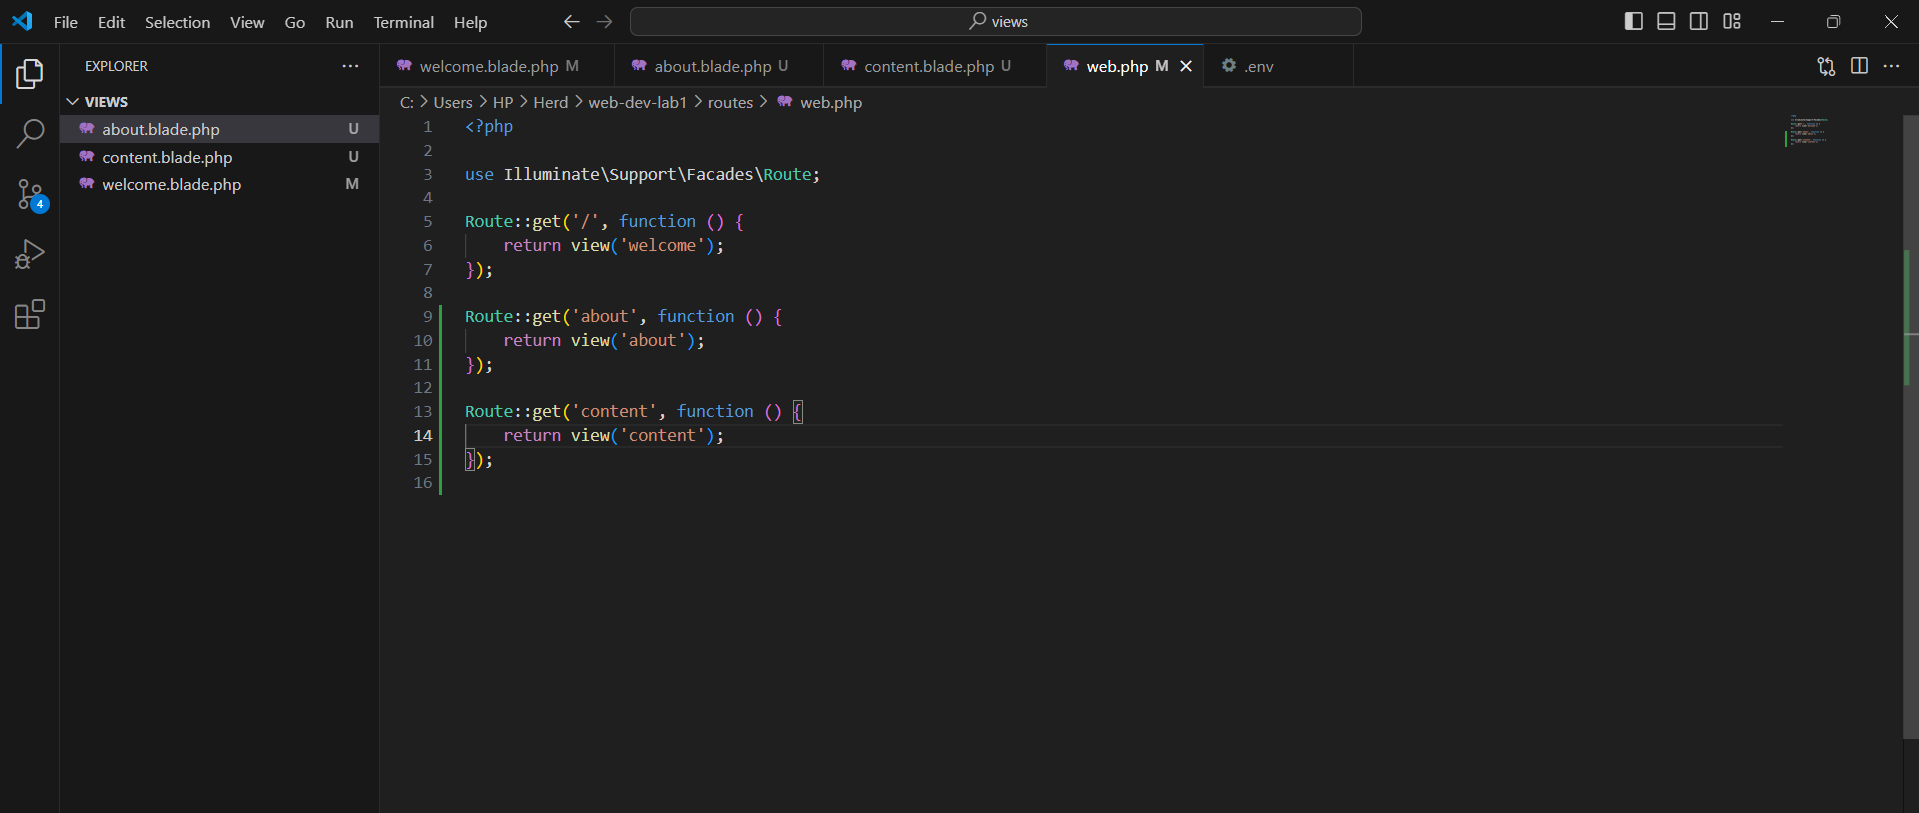 File Edit Selection View Go Run Terminal Help
views
EXPLORER
VIEWS
about.blade.php U
content.blade.php U
welcome.blade.php M
4
welcome.blade.php M about.blade.php U content.blade.php U web.php M .env
C: > Users > HP > Herd > web-dev-lab1 > routes > web.php
1 <?php
2
3 use Illuminate\Support\Facades\Route;
4
5 Route::get('/', function () {
6     return view('welcome');
7 });
8
9 Route::get('about', function () {
10     return view('about');
11 });
12
13 Route::get('content', function () {
14     return view('content');
15 });
16